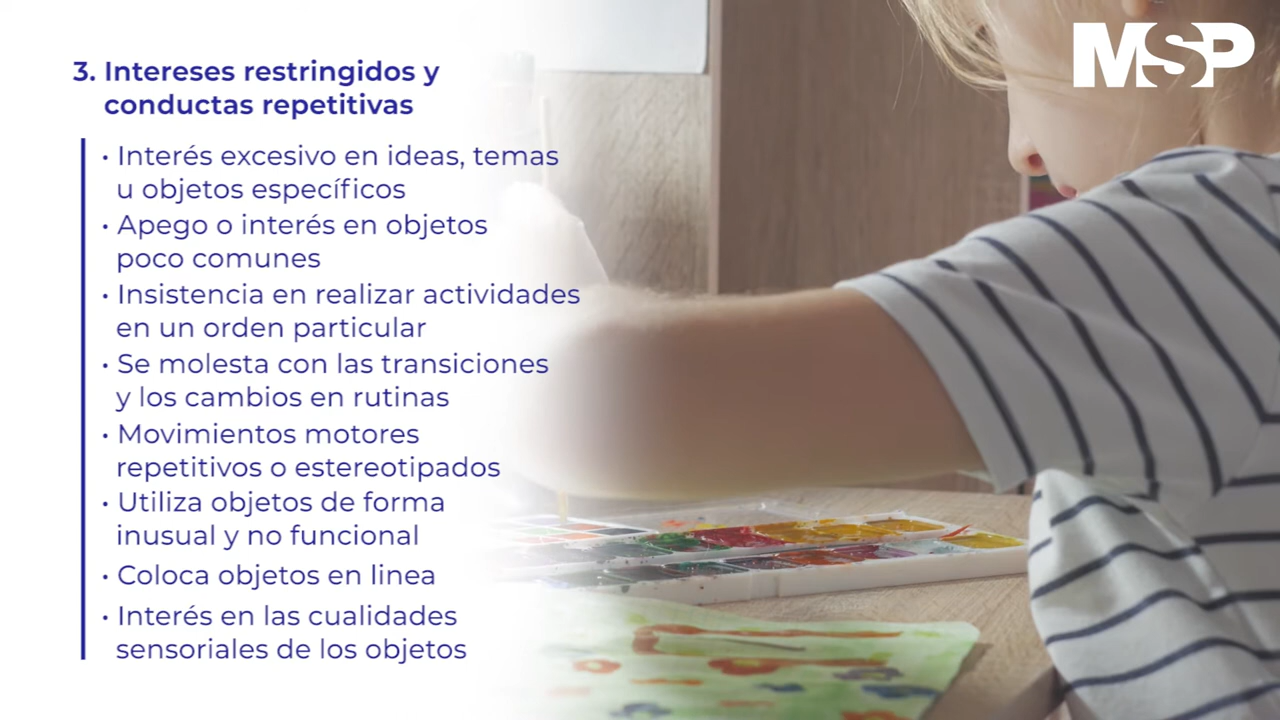 MSP
3. Intereses restringidos y
conductas repetitivas
• Interés excesivo en ideas, temas
u objetos específicos
• Apego o interés en objetos
poco comunes
• Insistencia en realizar actividades
en un orden particular
• Se molesta con las transiciones
y los cambios en rutinas
• Movimientos motores
repetitivos o estereotipados
• Utiliza objetos de forma
inusual y no funcional
• Coloca objetos en linea
• Interés en las cualidades
sensoriales de los objetos